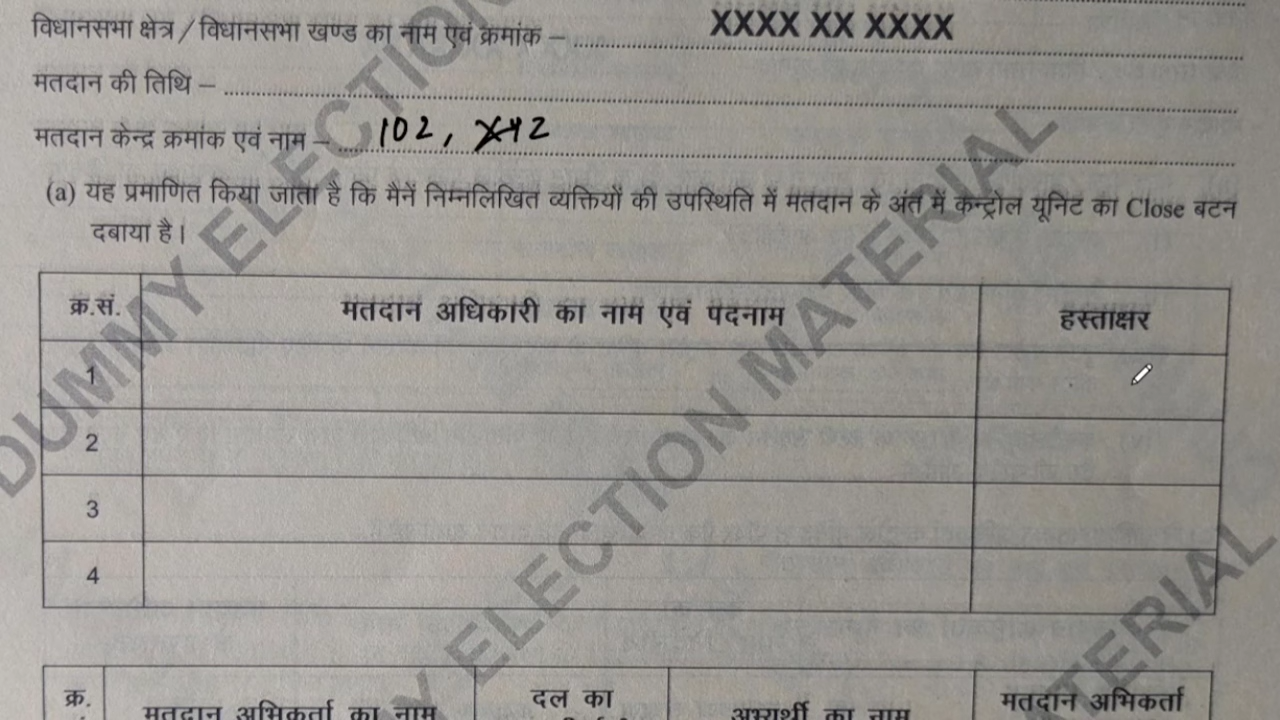 विधानसभा क्षेत्र / विधानसभा खण्ड का नाम एवं क्रमांक – XXXX XX XXXX
मतदान की तिथि –
मतदान केन्द्र क्रमांक एवं नाम – 102,
(a) यह प्रमाणित किया जाता है कि मैनें निम्नलिखित व्यक्तियों की उपस्थिति में मतदान के अंत में कन्ट्रोल यूनिट का Close बटन
दबाया है।
क्र.सं. मतदान अधिकारी का नाम एवं पदनाम हस्ताक्षर
1
2
3
4
क्र. दल का मतदान अभिकर्ता
मतदान अभिकर्ता का नाम अभ्यर्थी का नाम
DUMMY ELECTION MATERIAL
MY ELECTION MATERIAL